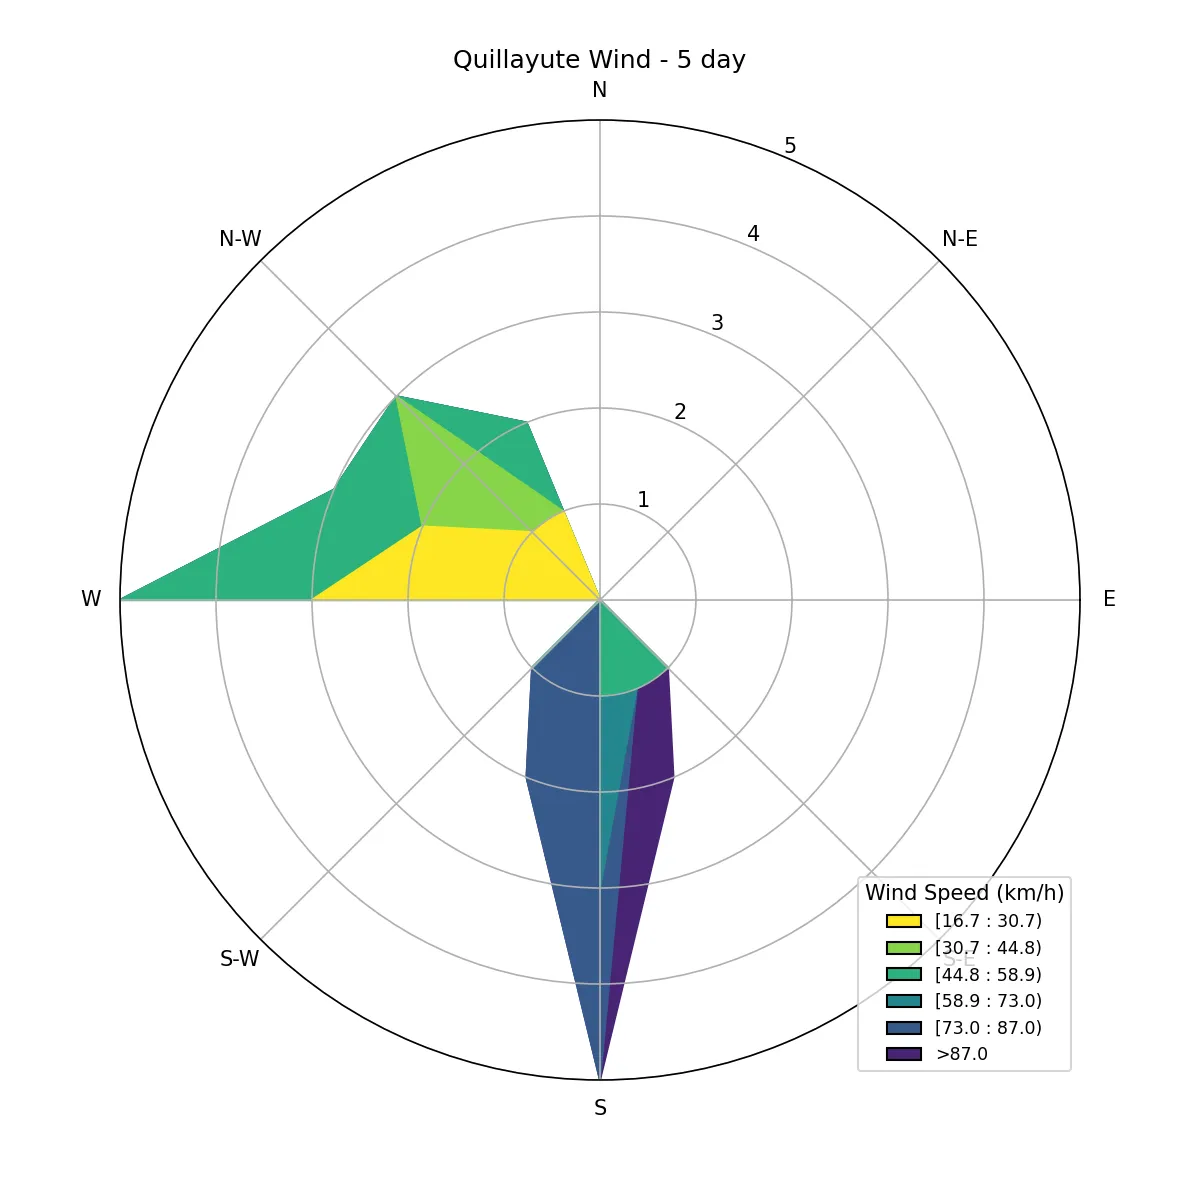 Quillayute Wind - 5 day
N
5
N-W
4
N-E
3
2
1
W
E
S-W
S-E
S
Wind Speed (km/h)
[16.7 : 30.7)
[30.7 : 44.8)
[44.8 : 58.9)
[58.9 : 73.0)
[73.0 : 87.0)
>87.0